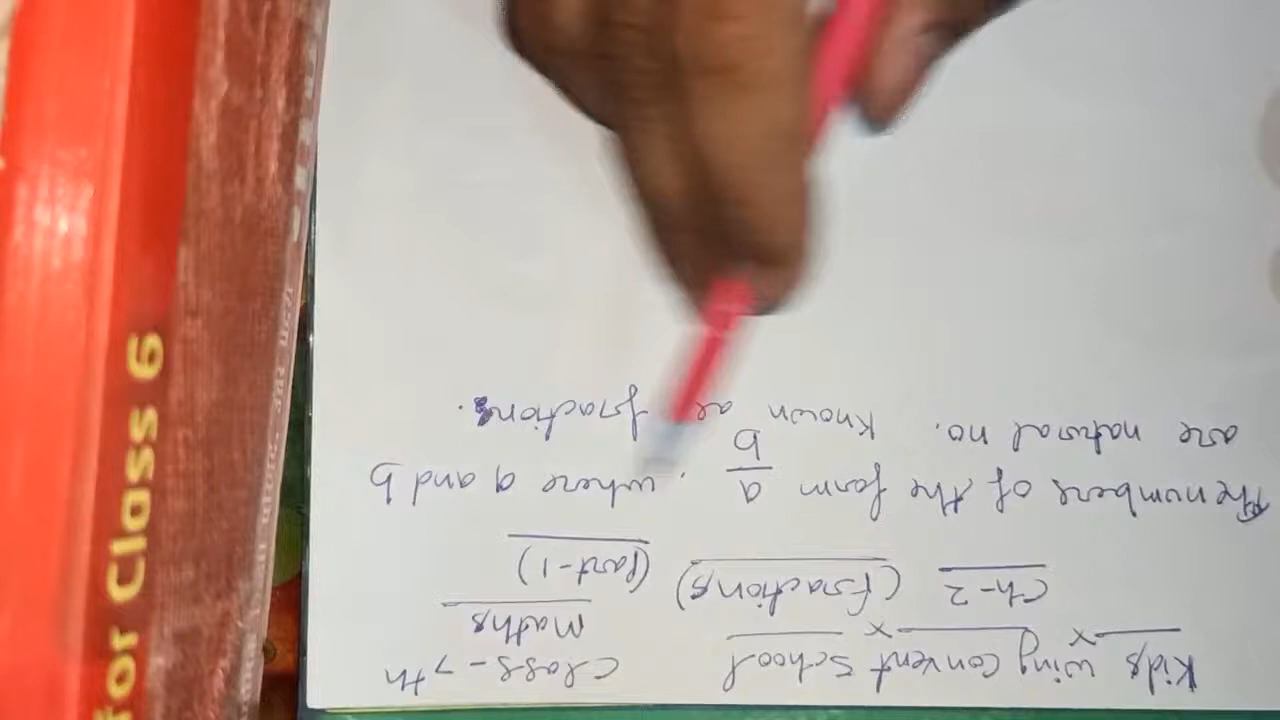 Kids wing Convent School
Class - 7th
Maths
Ch-2 (Fractions) (Part-1)
The numbers of the form a/b, where a and b
are natural no. Known as fractions.
for Class 6